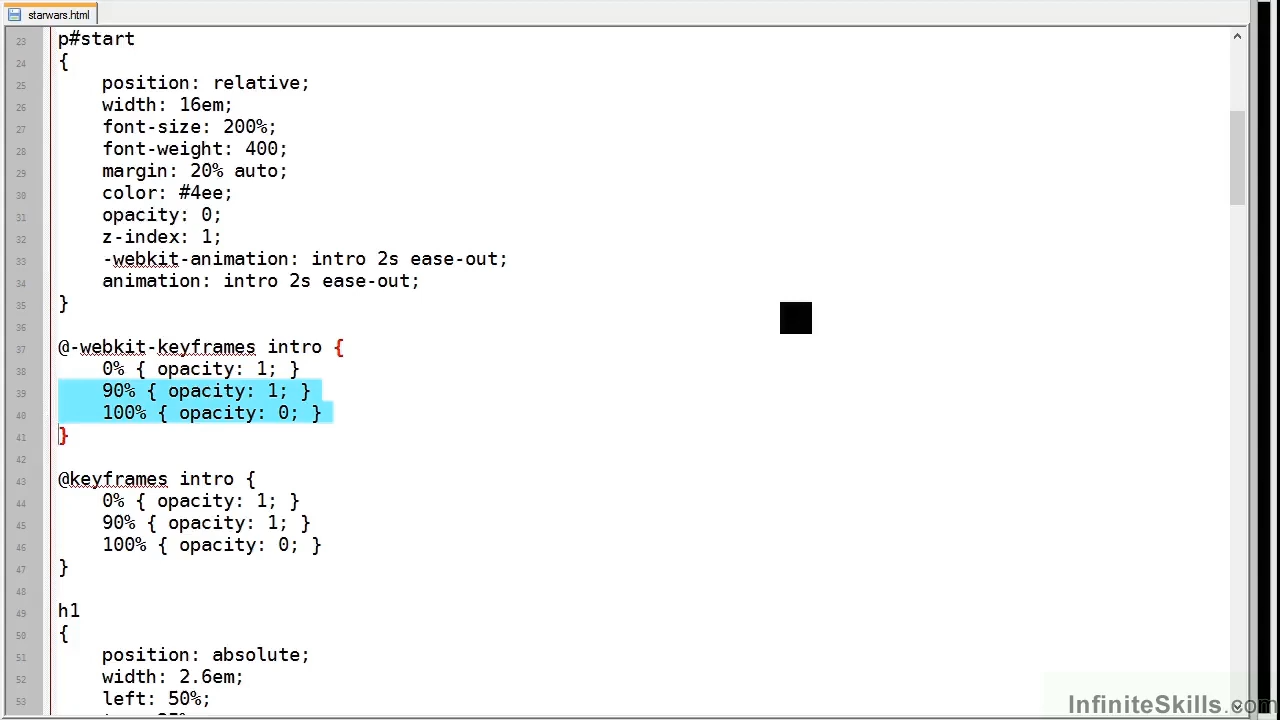 starwars.html
23 p#start
24 {
25 position: relative;
26 width: 16em;
27 font-size: 200%;
28 font-weight: 400;
29 margin: 20% auto;
30 color: #4ee;
31 opacity: 0;
32 z-index: 1;
33 -webkit-animation: intro 2s ease-out;
34 animation: intro 2s ease-out;
35 }
36
37 @-webkit-keyframes intro {
38 0% { opacity: 1; }
39 90% { opacity: 1; }
40 100% { opacity: 0; }
41 }
42
43 @keyframes intro {
44 0% { opacity: 1; }
45 90% { opacity: 1; }
46 100% { opacity: 0; }
47 }
48
49 h1
50 {
51 position: absolute;
52 width: 2.6em;
53 left: 50%;
InfiniteSkills.com